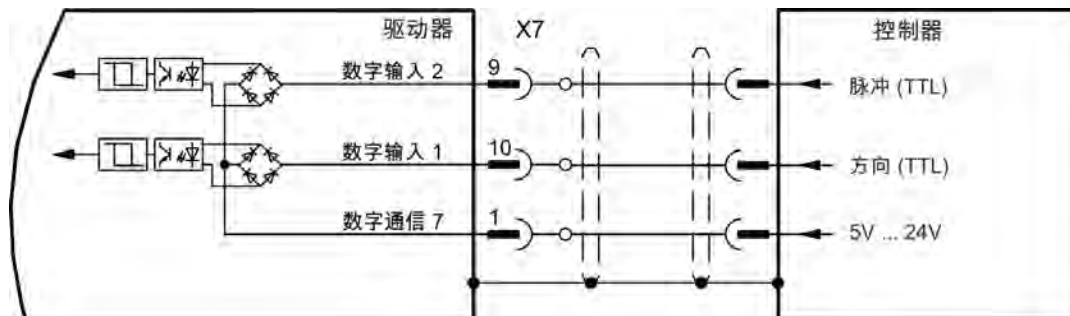 驱动器 X7 控制器
数字输入 2 9 脉冲 (TTL)
数字输入 1 10 方向 (TTL)
数字通信 7 1 5V ... 24V